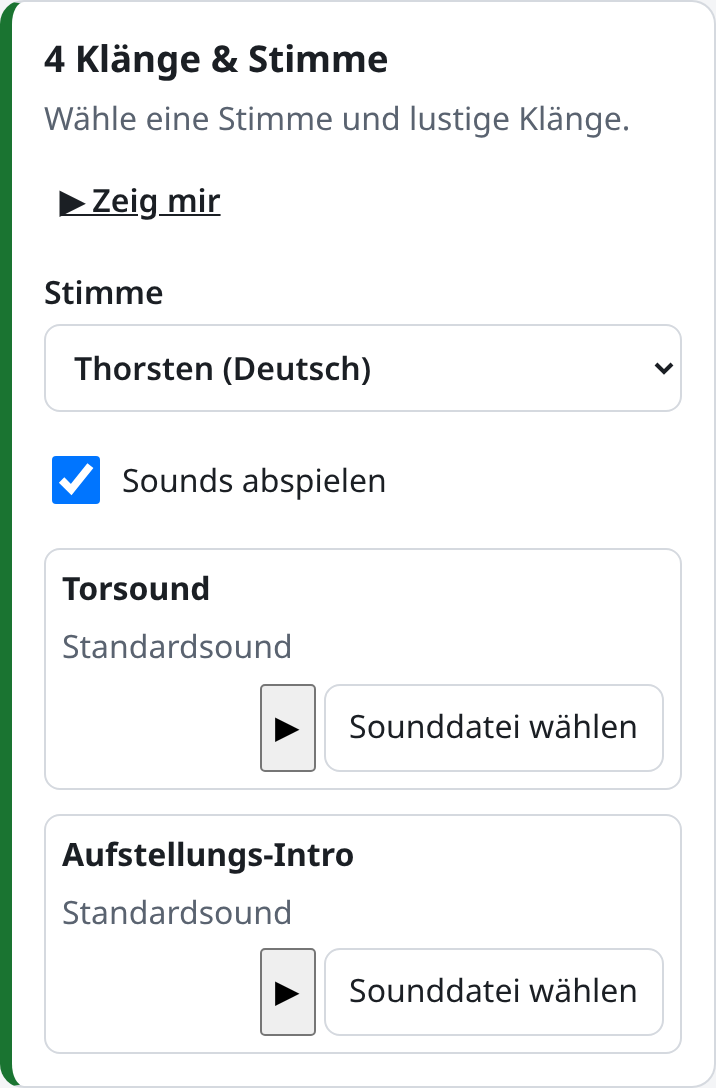 4 Klänge & Stimme
Wähle eine Stimme und lustige Klänge.
▶ Zeig mir
Stimme
Thorsten (Deutsch)
Sounds abspielen
Torsound
Standardsound
▶ Sounddatei wählen
Aufstellungs-Intro
Standardsound
▶ Sounddatei wählen